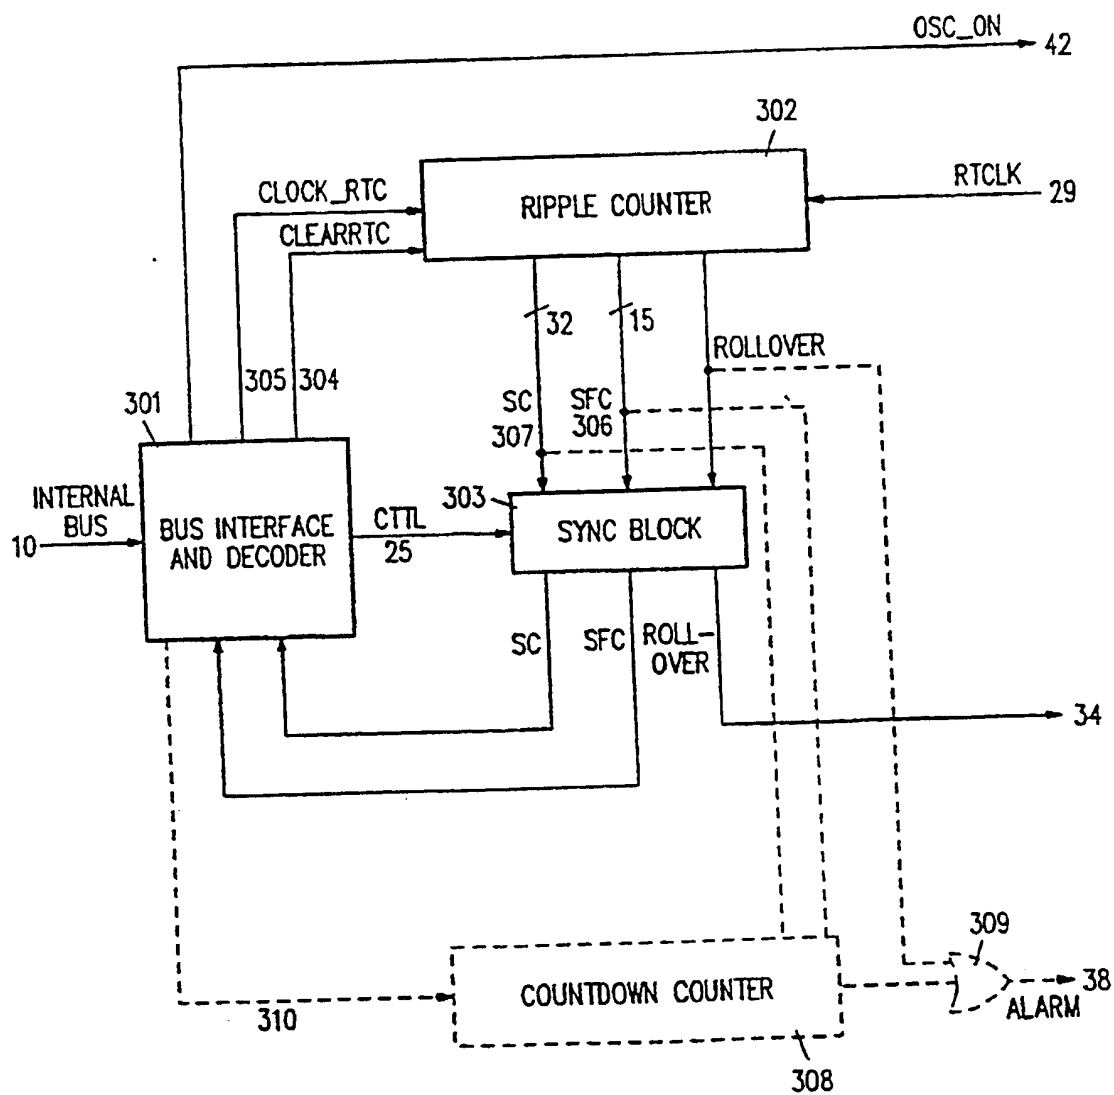 OSC_ON
42
302
CLOCK_RTC
RIPPLE COUNTER
RTCLK
29
CLEARRTC
32
15
ROLLOVER
305
304
301
SC
307
SFC
306
INTERNAL
BUS
10
BUS INTERFACE
AND DECODER
CTTL
25
303
SYNC BLOCK
SC
SFC
ROLL-
OVER
34
310
COUNTDOWN COUNTER
308
309
38
ALARM